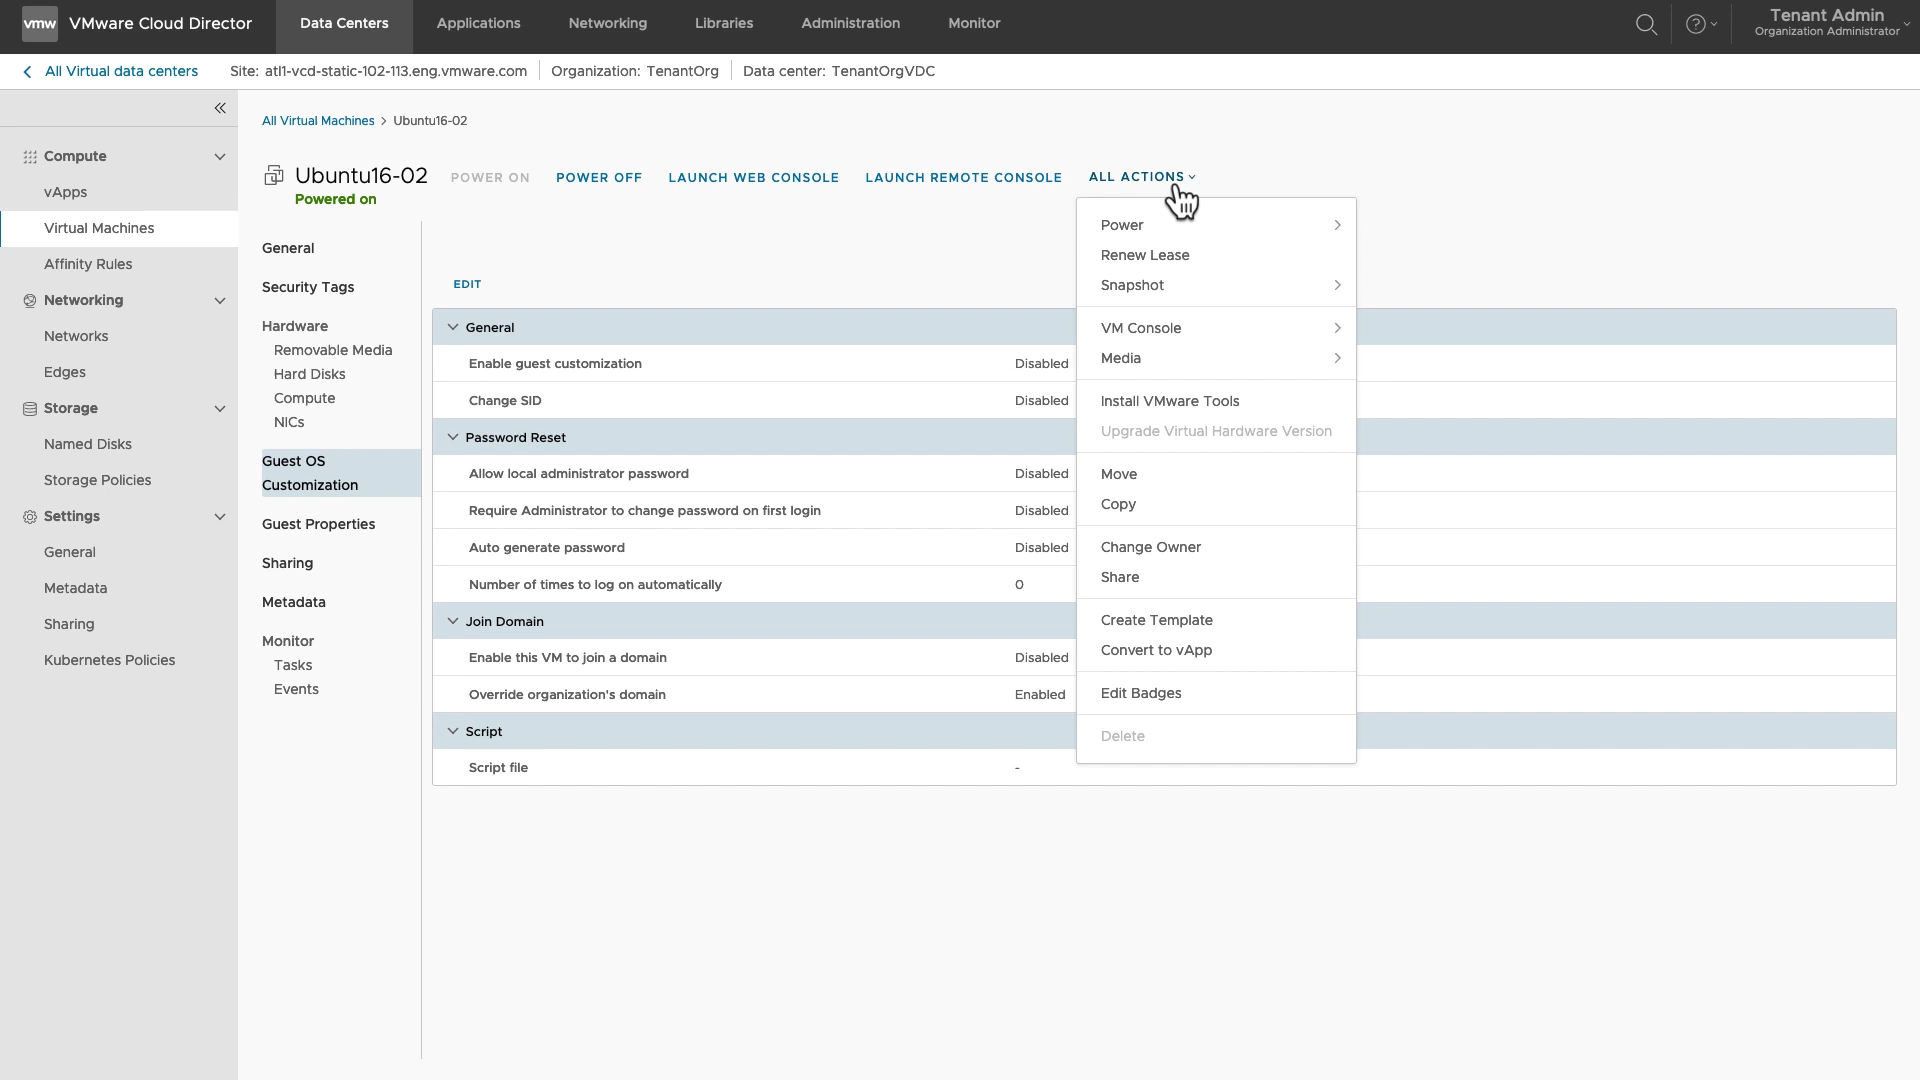 vmw VMware Cloud Director Data Centers Applications Networking Libraries Administration Monitor Tenant Admin
Organization Administrator
All Virtual data centers Site: atl1-vcd-static-102-113.eng.vmware.com Organization: TenantOrg Data center: TenantOrgVDC
Compute
vApps
Virtual Machines
Affinity Rules
Networking
Networks
Edges
Storage
Named Disks
Storage Policies
Settings
General
Metadata
Sharing
Kubernetes Policies
All Virtual Machines > Ubuntu16-02
Ubuntu16-02 POWER ON POWER OFF LAUNCH WEB CONSOLE LAUNCH REMOTE CONSOLE ALL ACTIONS
Powered on
General
Security Tags
Hardware
Removable Media
Hard Disks
Compute
NICs
Guest OS
Customization
Guest Properties
Sharing
Metadata
Monitor
Tasks
Events
EDIT
General
Enable guest customization Disabled
Change SID Disabled
Password Reset
Allow local administrator password Disabled
Require Administrator to change password on first login Disabled
Auto generate password Disabled
Number of times to log on automatically 0
Join Domain
Enable this VM to join a domain Disabled
Override organization's domain Enabled
Script
Script file -
Power
Renew Lease
Snapshot
VM Console
Media
Install VMware Tools
Upgrade Virtual Hardware Version
Move
Copy
Change Owner
Share
Create Template
Convert to vApp
Edit Badges
Delete